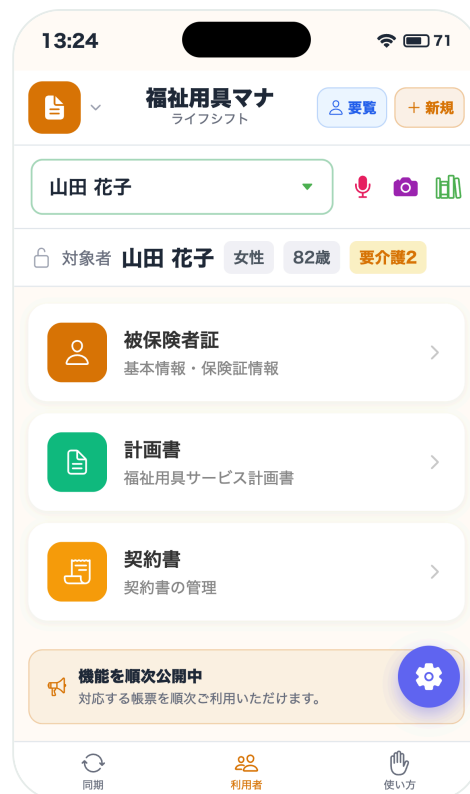 13:24
71
福祉用具マナ
ライフシフト
要覧
+ 新規
山田 花子
対象者 山田 花子 女性 82歳 要介護2
被保険者証
基本情報・保険証情報
計画書
福祉用具サービス計画書
契約書
契約書の管理
機能を順次公開中
対応する帳票を順次ご利用いただけます。
同期
利用者
使い方